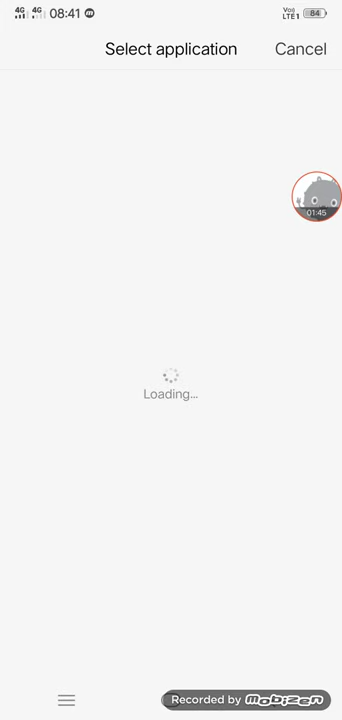 4G 4G 08:41 m Vo) LTE1 84
Select application Cancel
01:45
Loading...
Recorded by mobizen